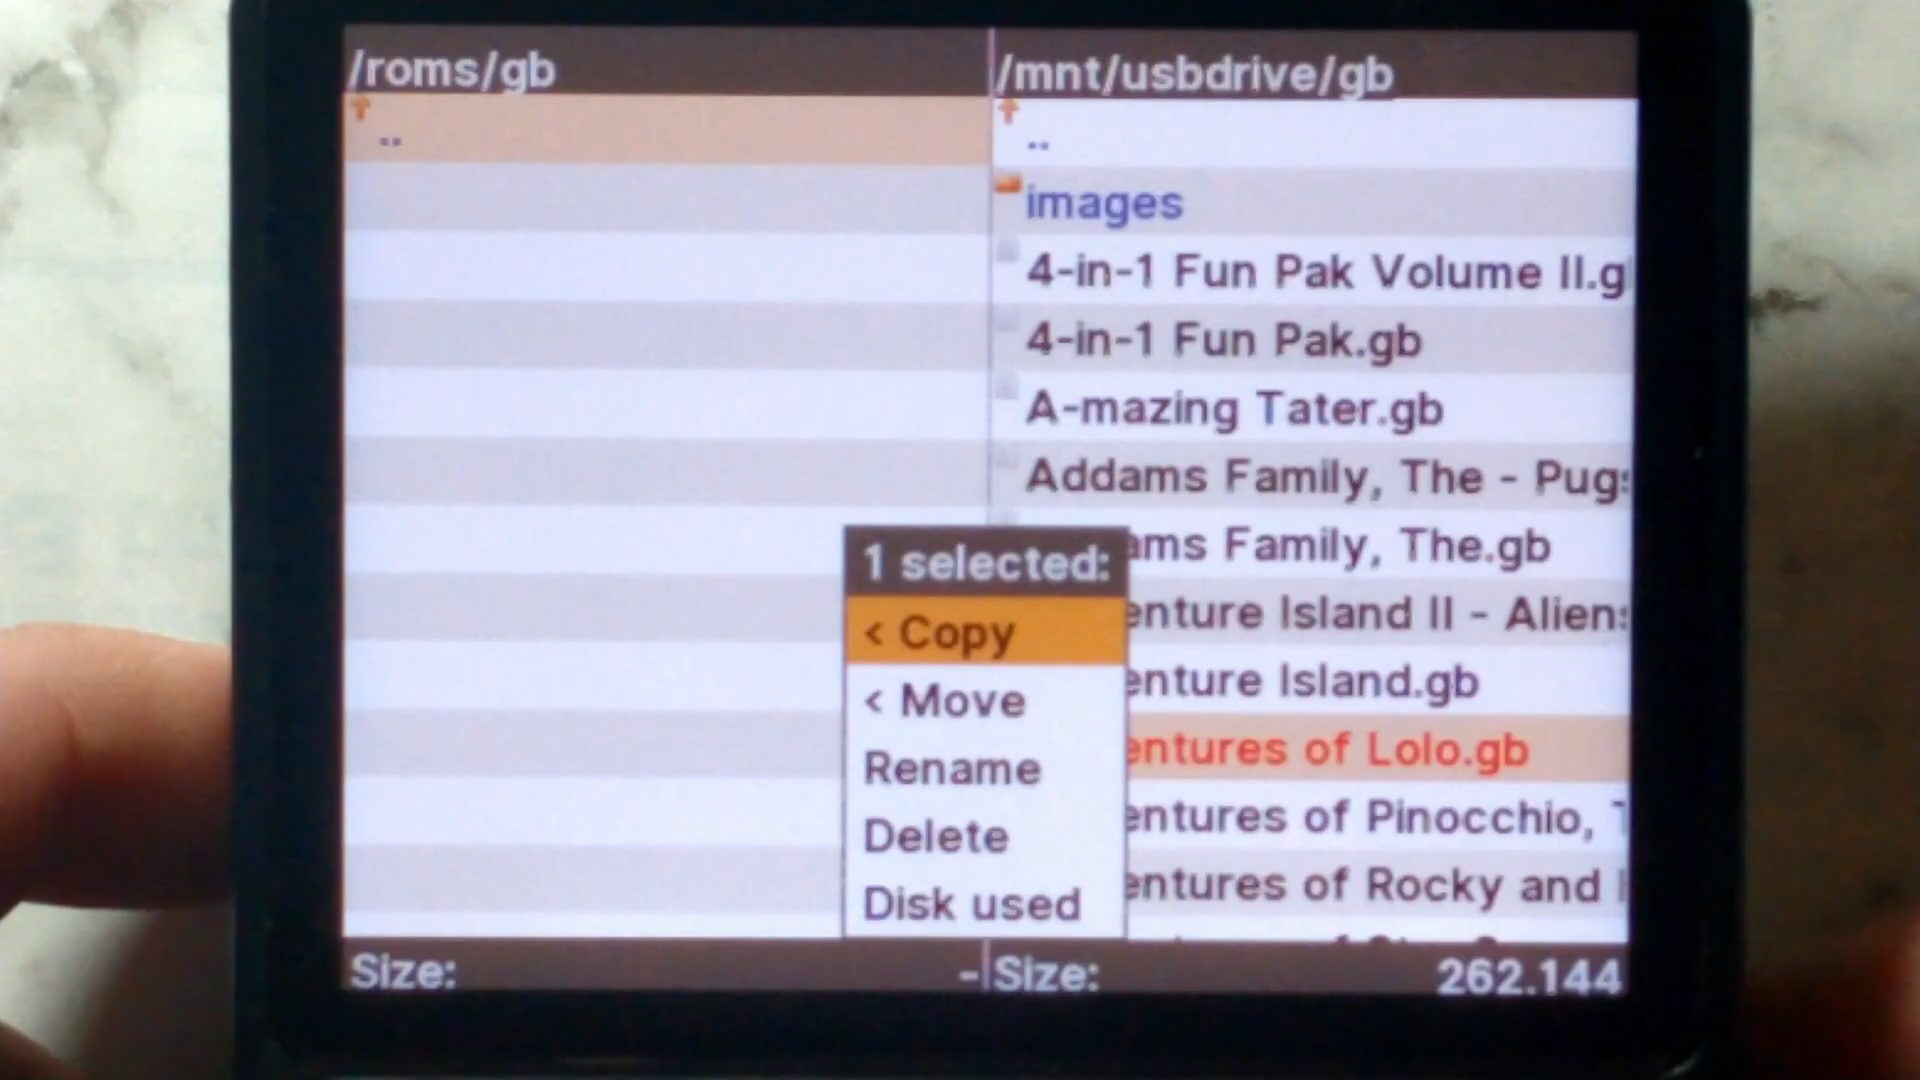 /roms/gb
..
Size: -
/mnt/usbdrive/gb
..
images
4-in-1 Fun Pak Volume II.g
4-in-1 Fun Pak.gb
A-mazing Tater.gb
Addams Family, The - Pugs
ams Family, The.gb
enture Island II - Aliens
enture Island.gb
entures of Lolo.gb
entures of Pinocchio, T
entures of Rocky and
Size: 262.144
1 selected:
< Copy
< Move
Rename
Delete
Disk used